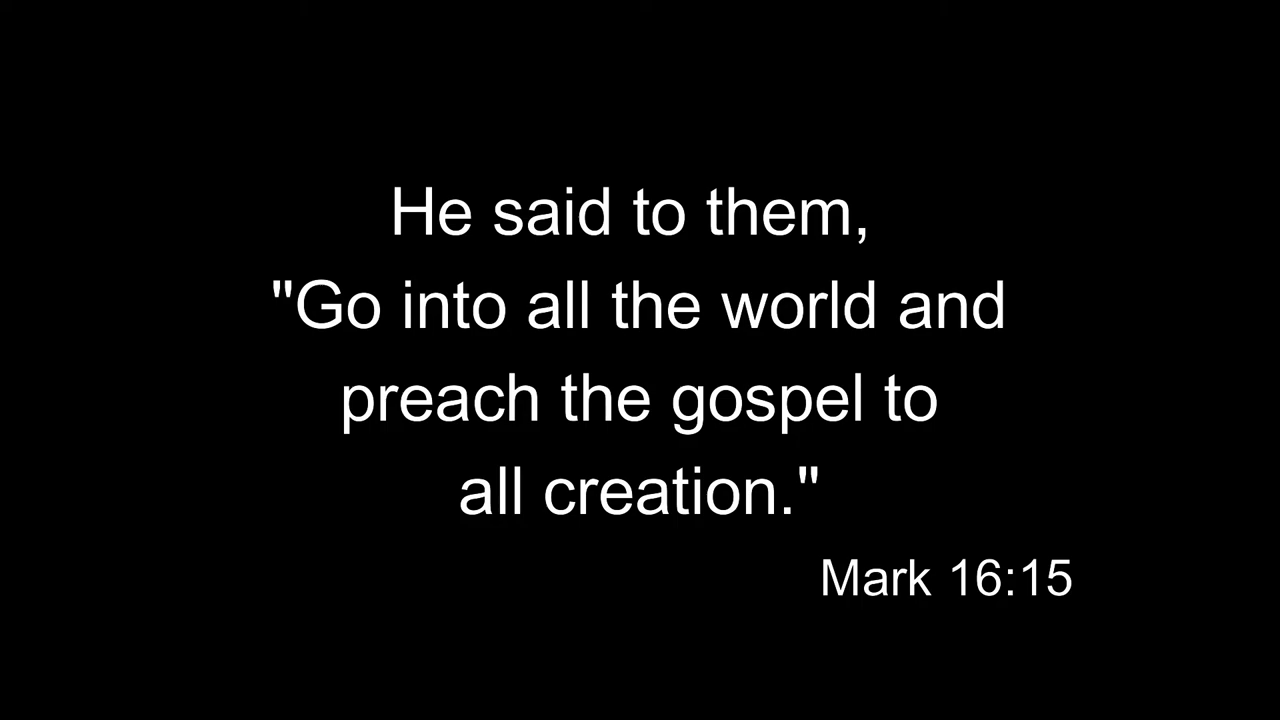 He said to them,
"Go into all the world and
preach the gospel to
all creation."
Mark 16:15